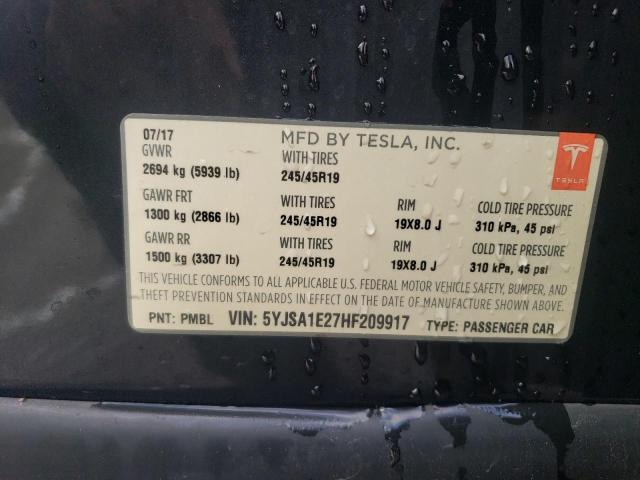 07/17 MFD BY TESLA, INC.
GVWR WITH TIRES
2694 kg (5939 lb) 245/45R19
TESLA
GAWR FRT WITH TIRES RIM COLD TIRE PRESSURE
1300 kg (2866 lb) 245/45R19 19X8.0 J 310 kPa, 45 psi
GAWR RR WITH TIRES RIM COLD TIRE PRESSURE
1500 kg (3307 lb) 245/45R19 19X8.0 J 310 kPa, 45 psi
THIS VEHICLE CONFORMS TO ALL APPLICABLE U.S. FEDERAL MOTOR VEHICLE SAFETY, BUMPER, AND
THEFT PREVENTION STANDARDS IN EFFECT ON THE DATE OF MANUFACTURE SHOWN ABOVE.
PNT: PMBL VIN: 5YJSA1E27HF209917 TYPE: PASSENGER CAR